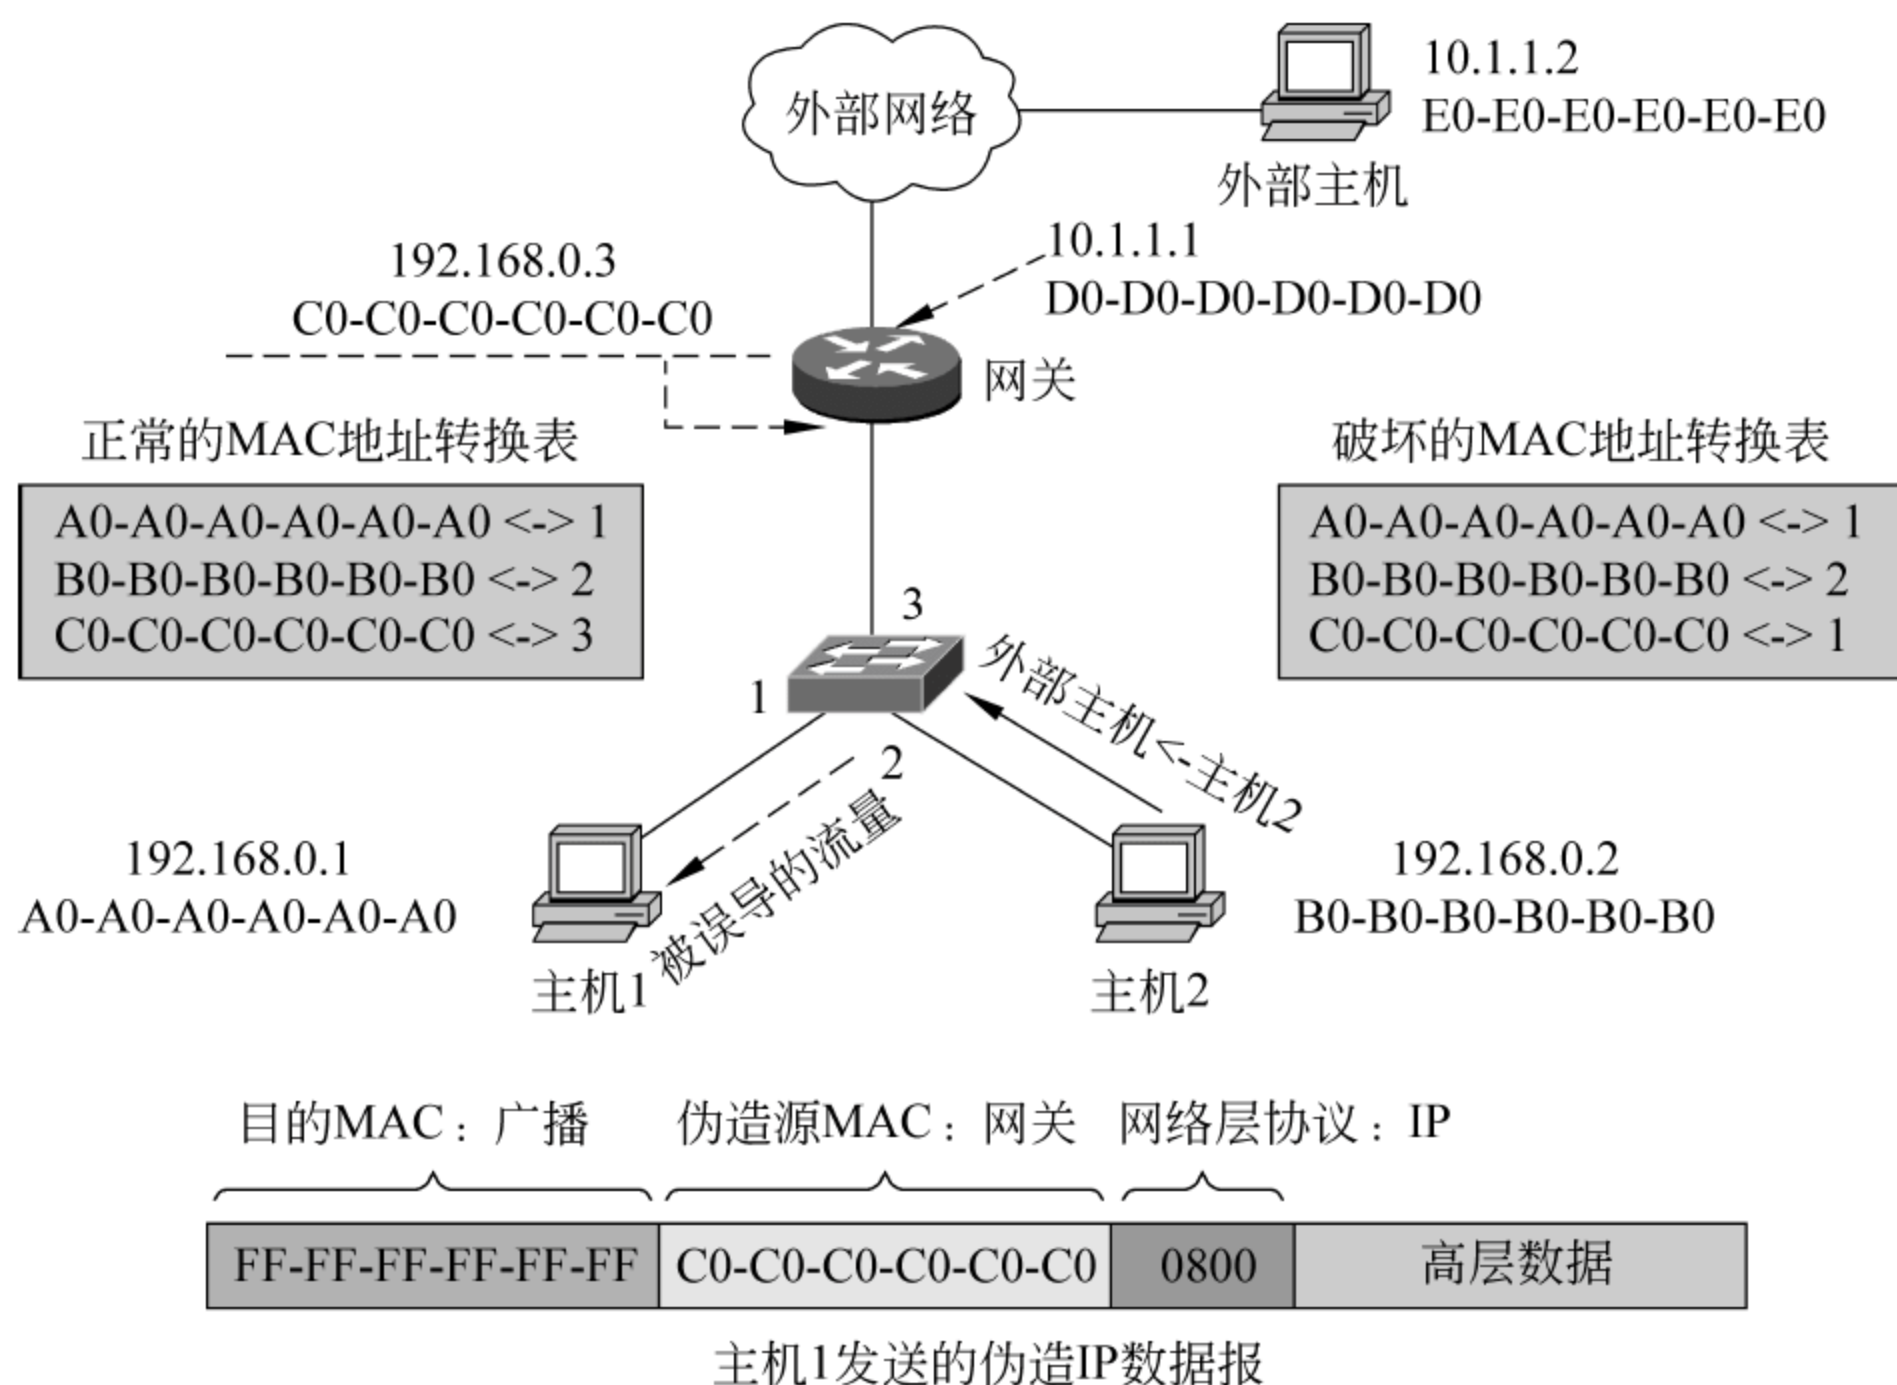 外部网络
10.1.1.2
E0-E0-E0-E0-E0-E0
外部主机
192.168.0.3
C0-C0-C0-C0-C0-C0
10.1.1.1
D0-D0-D0-D0-D0-D0
网关
正常的MAC地址转换表
A0-A0-A0-A0-A0-A0 <-> 1
B0-B0-B0-B0-B0-B0 <-> 2
C0-C0-C0-C0-C0-C0 <-> 3
破坏的MAC地址转换表
A0-A0-A0-A0-A0-A0 <-> 1
B0-B0-B0-B0-B0-B0 <-> 2
C0-C0-C0-C0-C0-C0 <-> 1
3
1
2
外部主机<-主机2
被误导的流量
192.168.0.1
A0-A0-A0-A0-A0-A0
主机1
192.168.0.2
B0-B0-B0-B0-B0-B0
主机2
目的MAC：广播
伪造源MAC：网关
网络层协议：IP
FF-FF-FF-FF-FF-FF
C0-C0-C0-C0-C0-C0
0800
高层数据
主机1发送的伪造IP数据报